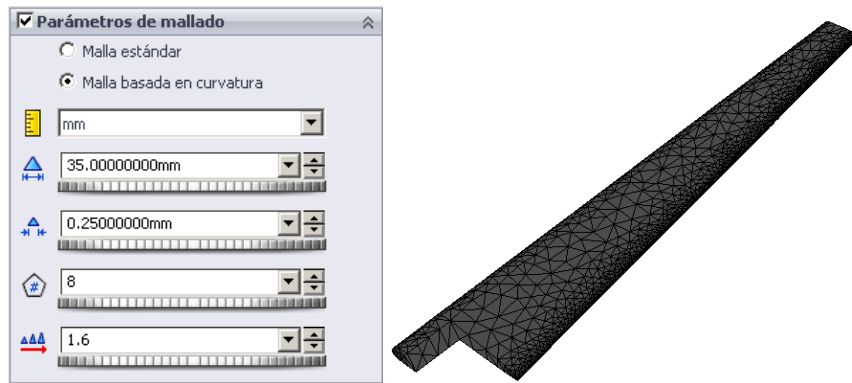 Parámetros de mallado
Malla estándar
Malla basada en curvatura
mm
35.00000000mm
0.25000000mm
#
8
1.6